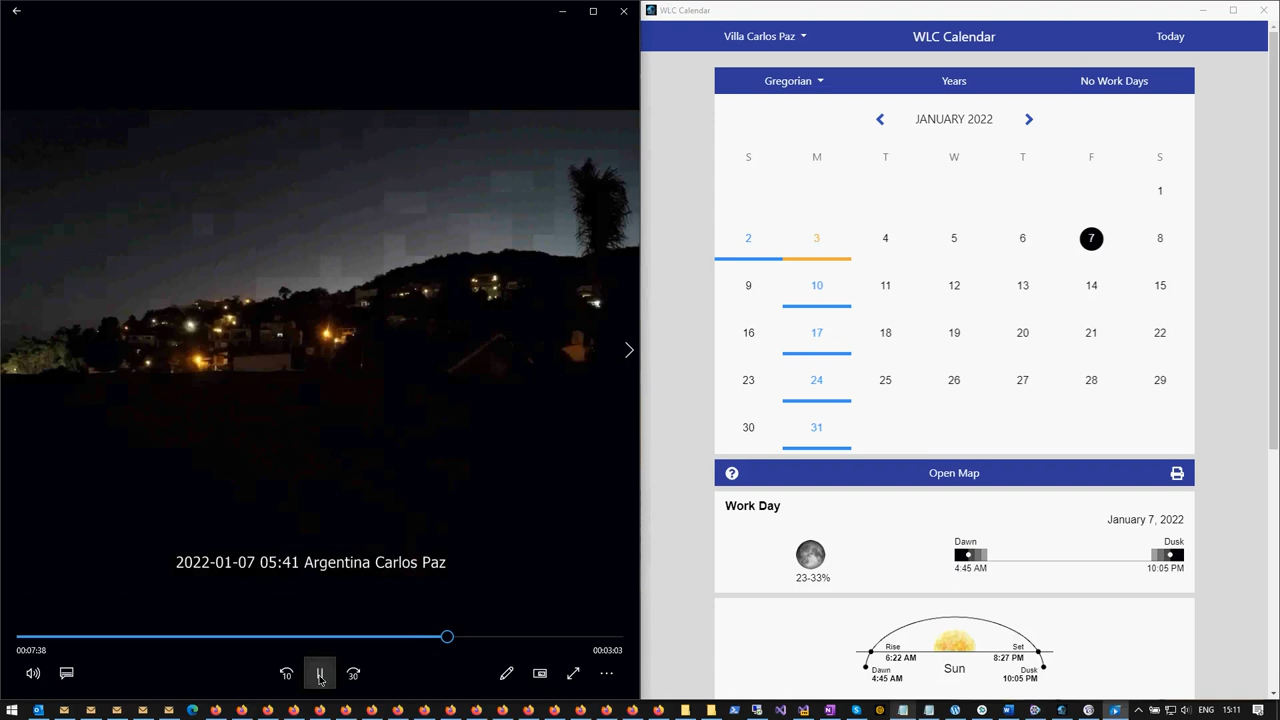 2022-01-07 05:41 Argentina Carlos Paz
00:07:38
00:03:03
10
30
WLC Calendar
Villa Carlos Paz
WLC Calendar
Today
Gregorian
Years
No Work Days
JANUARY 2022
S M T W T F S
1
2 3 4 5 6 7 8
9 10 11 12 13 14 15
16 17 18 19 20 21 22
23 24 25 26 27 28 29
30 31
?
Open Map
Work Day
January 7, 2022
23-33%
Dawn
Dusk
4:45 AM
10:05 PM
Rise
Set
6:22 AM
8:27 PM
Dawn
Sun
Dusk
4:45 AM
10:05 PM
ENG
15:11